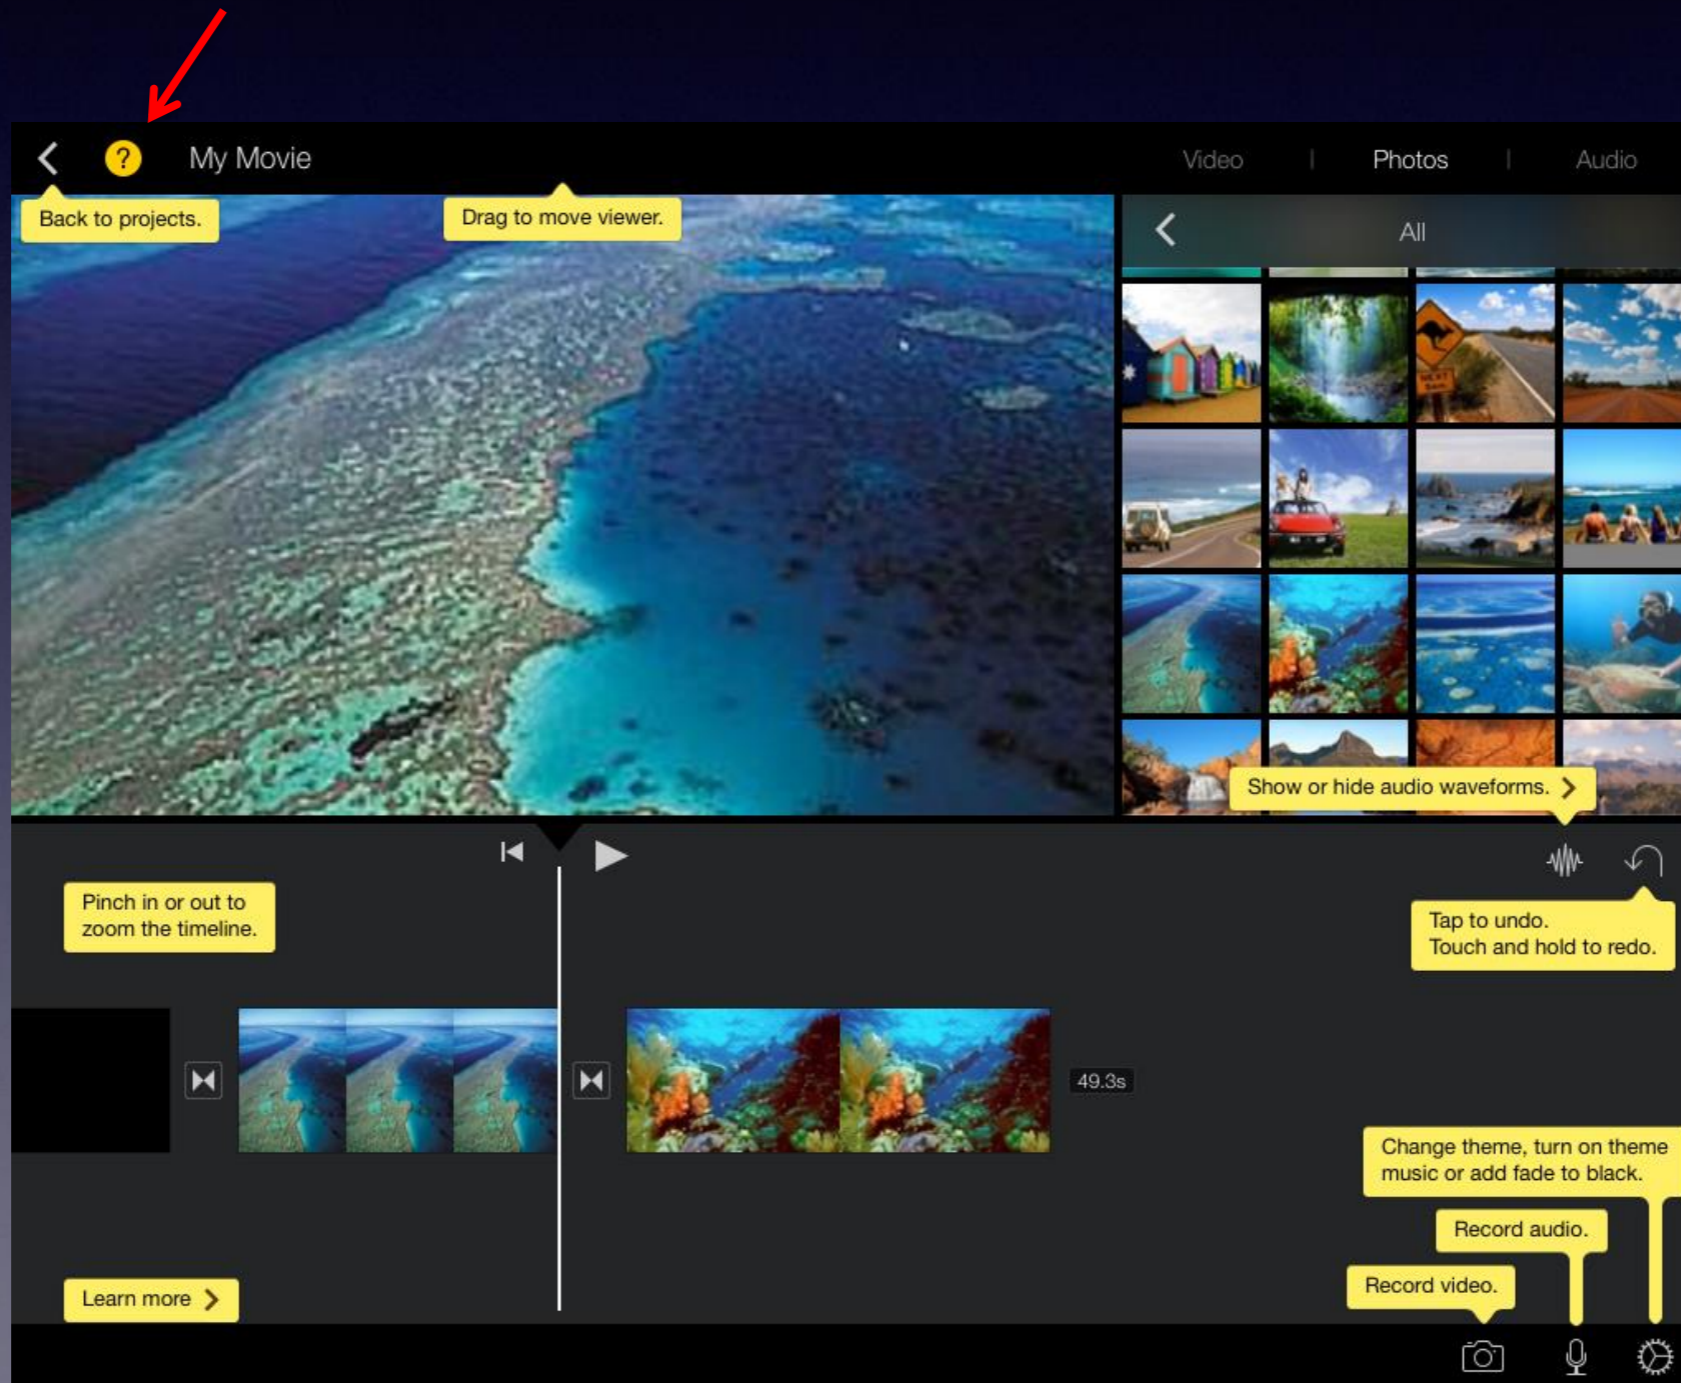 ? My Movie
Video | Photos | Audio
Back to projects.
Drag to move viewer.
All
NEXT
5km
Show or hide audio waveforms.
Pinch in or out to
zoom the timeline.
Tap to undo.
Touch and hold to redo.
49.3s
Change theme, turn on theme
music or add fade to black.
Record audio.
Record video.
Learn more